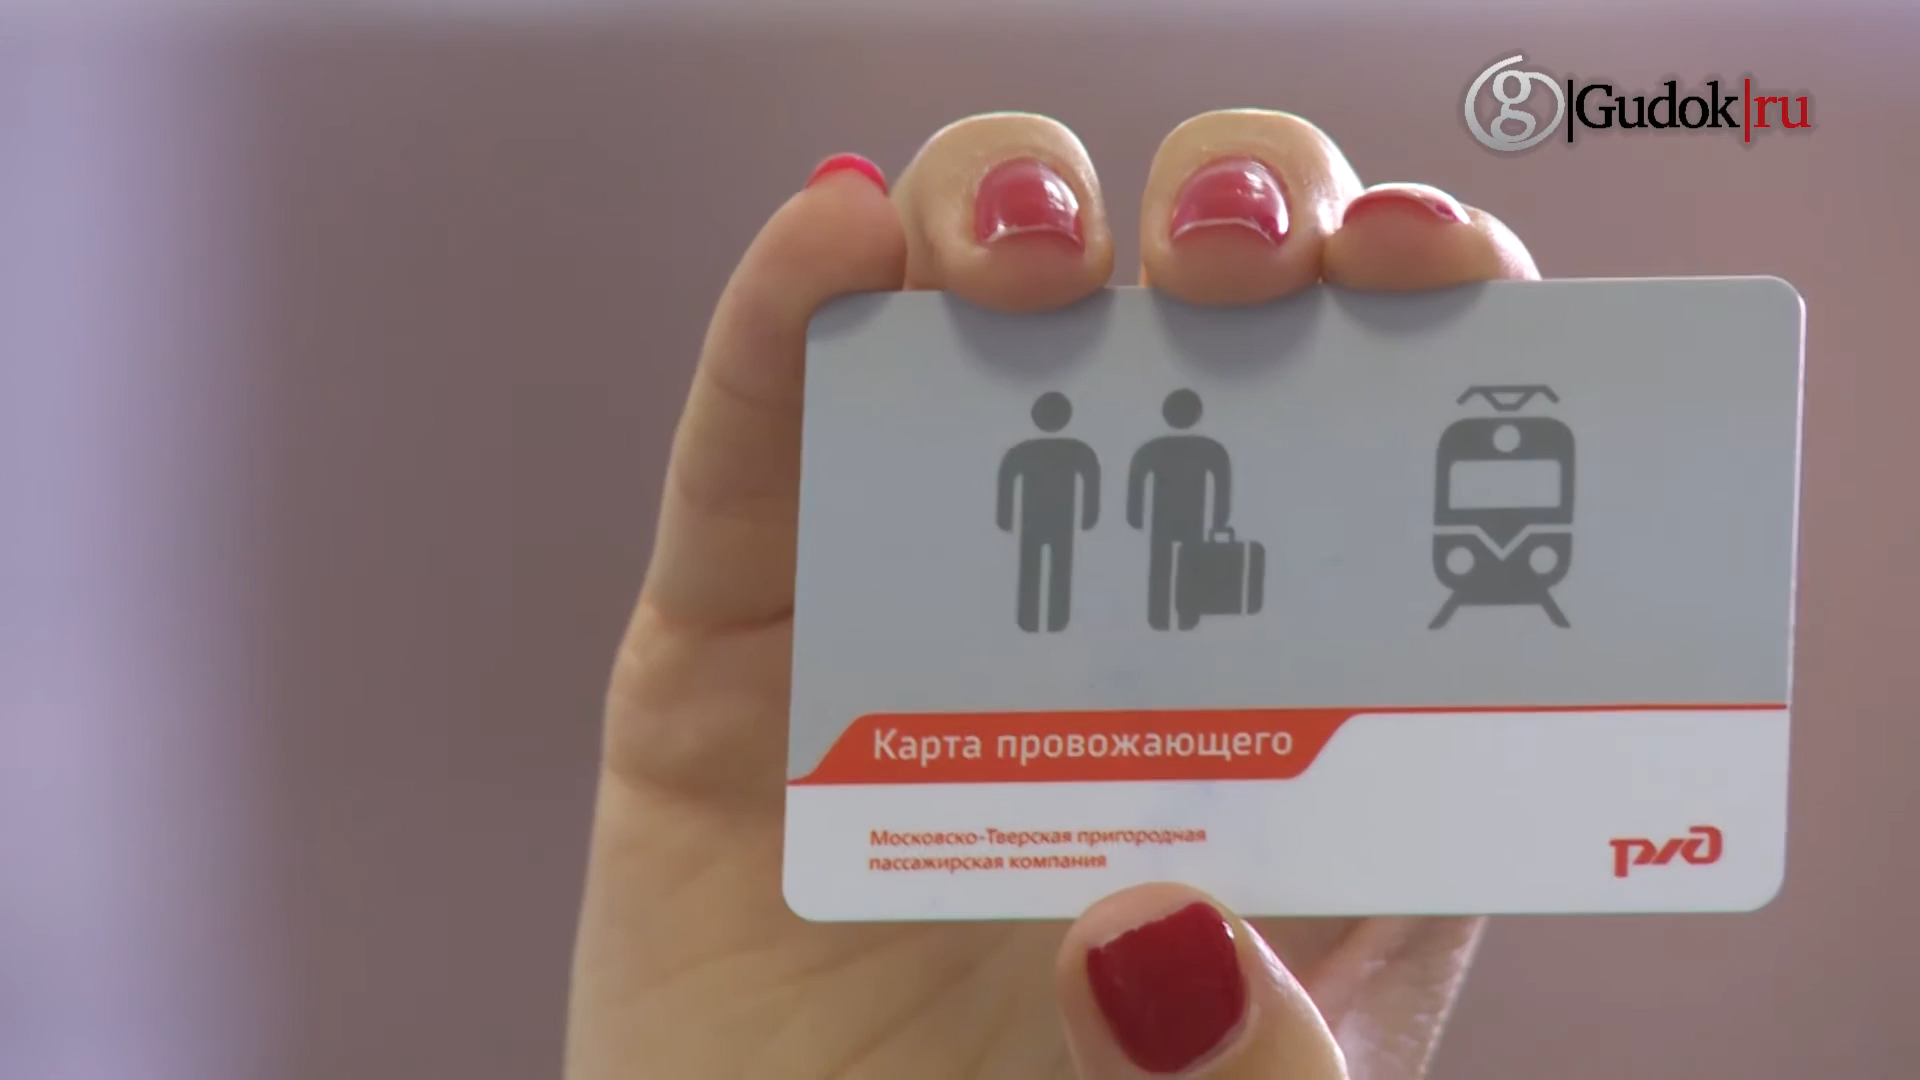 g|Gudok|ru
Карта провожающего
Московско-Тверская пригородная
пассажирская компания
ржд